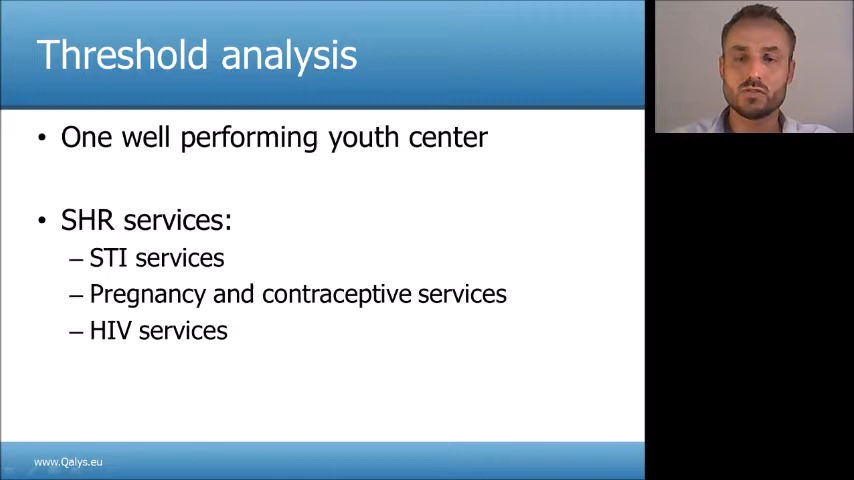 Threshold analysis
• One well performing youth center
• SHR services:
– STI services
– Pregnancy and contraceptive services
– HIV services
www.Qalys.eu